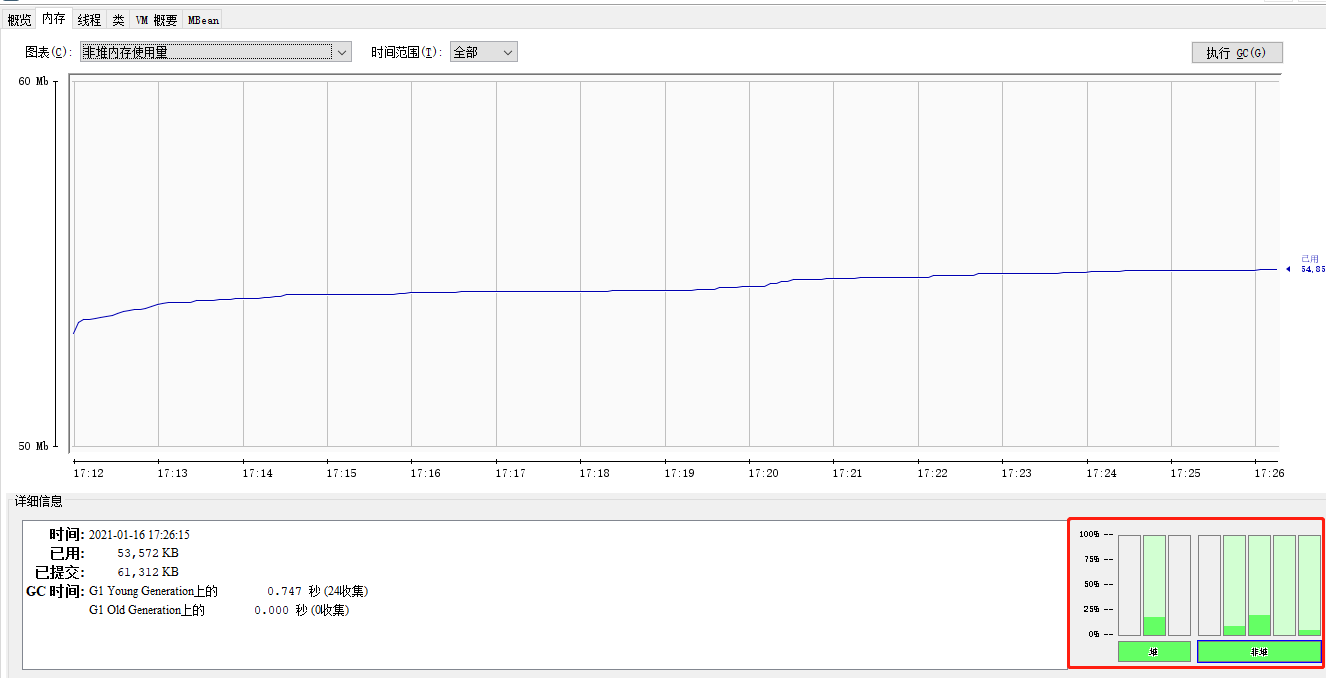 概览 内存 线程 类 VM 概要 MBean
图表(C): 非堆内存使用量 时间范围(I): 全部 执行 GC(G)
60 Mb
已用
54,85
50 Mb
17:12 17:13 17:14 17:15 17:16 17:17 17:18 17:19 17:20 17:21 17:22 17:23 17:24 17:25 17:26
详细信息
时间: 2021-01-16 17:26:15
已用: 53,572 KB
已提交: 61,312 KB
GC 时间: G1 Young Generation上的 0.747 秒 (24收集)
G1 Old Generation上的 0.000 秒 (0收集)
100% --
75% --
50% --
25% --
0% --
堆 非堆